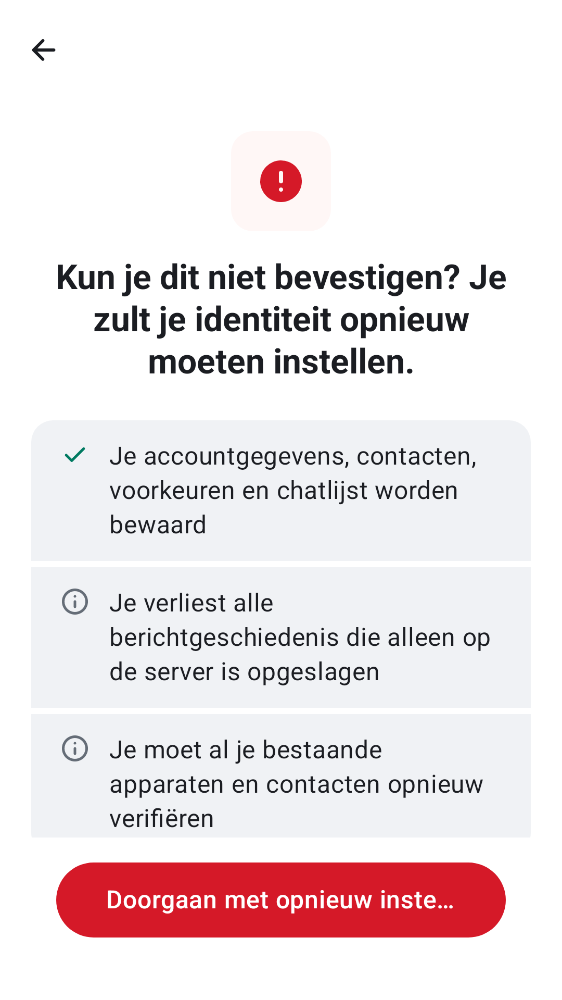 Kun je dit niet bevestigen? Je
zult je identiteit opnieuw
moeten instellen.
Je accountgegevens, contacten,
voorkeuren en chatlijst worden
bewaard
Je verliest alle
berichtgeschiedenis die alleen op
de server is opgeslagen
Je moet al je bestaande
apparaten en contacten opnieuw
verifiëren
Doorgaan met opnieuw inste…